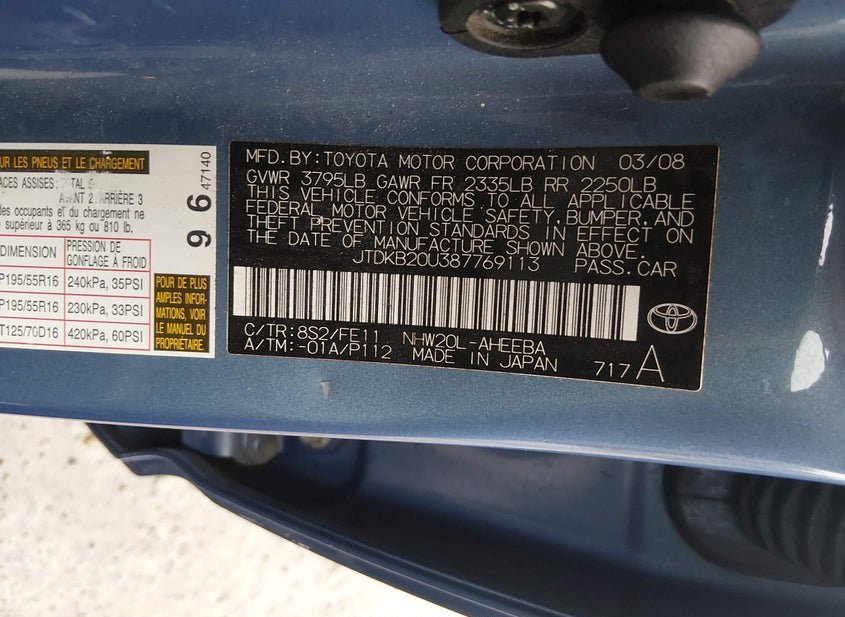 UR LES PNEUS ET LE CHARGEMENT
ACES ASSISES: TOTAL
AVANT 2 ARRIÈRE 3
des occupants et du chargement ne
supérieur à 365 kg ou 810 lb.
DIMENSION
PRESSION DE
GONFLAGE À FROID
P195/55R16 240kPa, 35PSI
P195/55R16 230kPa, 33PSI
T125/70D16 420kPa, 60PSI
POUR DE PLUS
AMPLES INFOR-
MATIONS, VOIR
LE MANUEL DU
PROPRIÉTAIRE.
96 47140
MFD.BY:TOYOTA MOTOR CORPORATION 03/08
GVWR 3795LB GAWR FR 2335LB RR 2250LB
THIS VEHICLE CONFORMS TO ALL APPLICABLE
FEDERAL MOTOR VEHICLE SAFETY,BUMPER,AND
THEFT PREVENTION STANDARDS IN EFFECT ON
THE DATE OF MANUFACTURE SHOWN ABOVE.
JTDKB20U387769113 PASS.CAR
C/TR:8S2/FE11 NHW20L-AHEEBA
A/TM:-01A/P112 MADE IN JAPAN
717 A